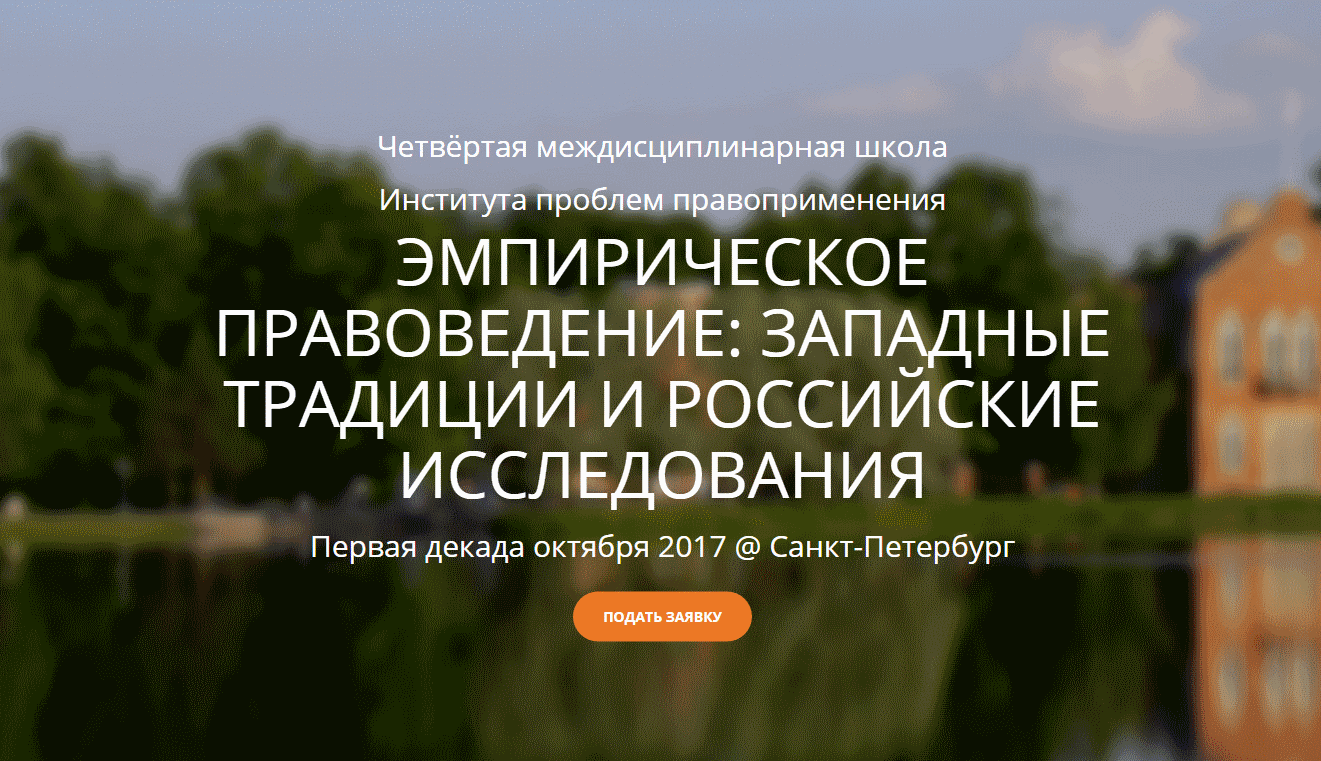 Четвёртая междисциплинарная школа
Института проблем правоприменения
ЭМПИРИЧЕСКОЕ
ПРАВОВЕДЕНИЕ: ЗАПАДНЫЕ
ТРАДИЦИИ И РОССИЙСКИЕ
ИССЛЕДОВАНИЯ
Первая декада октября 2017 @ Санкт-Петербург
ПОДАТЬ ЗАЯВКУ